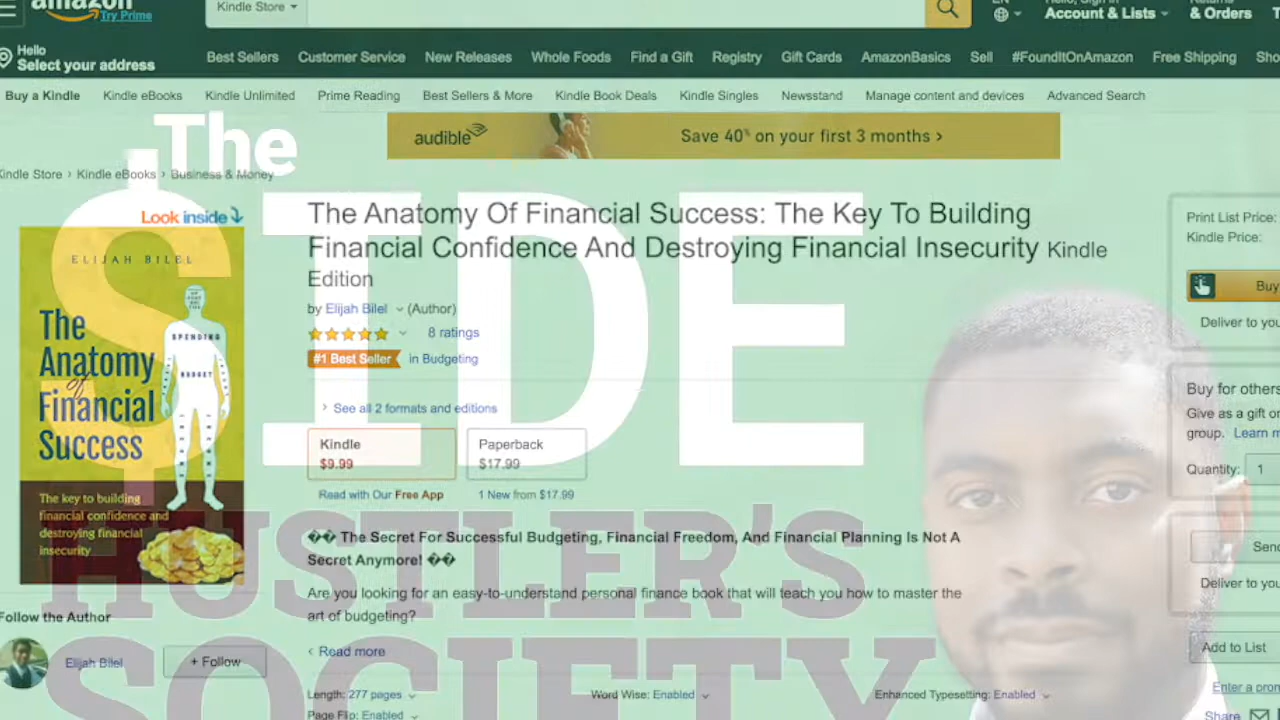 amazon
Try Prime
Kindle Store
EN
Hello, Sign in
Account & Lists
Returns
& Orders
Hello
Select your address
Best Sellers Customer Service New Releases Whole Foods Find a Gift Registry Gift Cards AmazonBasics Sell #FoundItOnAmazon Free Shipping Sho
Buy a Kindle Kindle eBooks Kindle Unlimited Prime Reading Best Sellers & More Kindle Book Deals Kindle Singles Newsstand Manage content and devices Advanced Search
audible
Save 40% on your first 3 months ›
The
$IDE
HUSTLER'S
SOCIETY
Kindle Store › Kindle eBooks › Business & Money
Look inside
ELIJAH BILEL
The
Anatomy
of
Financial
Success
SPENDING
BUDGET
The key to building
financial confidence and
destroying financial
insecurity
The Anatomy Of Financial Success: The Key To Building
Financial Confidence And Destroying Financial Insecurity Kindle
Edition
by Elijah Bilel (Author)
8 ratings
#1 Best Seller in Budgeting
› See all 2 formats and editions
Kindle
$9.99
Paperback
$17.99
Read with Our Free App
1 New from $17.99
�� The Secret For Successful Budgeting, Financial Freedom, And Financial Planning Is Not A
Secret Anymore! ��
Are you looking for an easy-to-understand personal finance book that will teach you how to master the
art of budgeting?
‹ Read more
Length: 277 pages Word Wise: Enabled Enhanced Typesetting: Enabled
Page Flip: Enabled
Follow the Author
Elijah Bilel
+ Follow
Print List Price:
Kindle Price:
Buy
Deliver to you
Buy for others
Give as a gift or
group. Learn m
Quantity: 1
Send
Deliver to you
Add to List
Enter a prom
Share